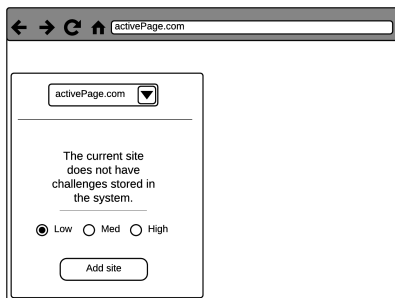 activePage.com
activePage.com
The current site
does not have
challenges stored in
the system.
Low Med High
Add site